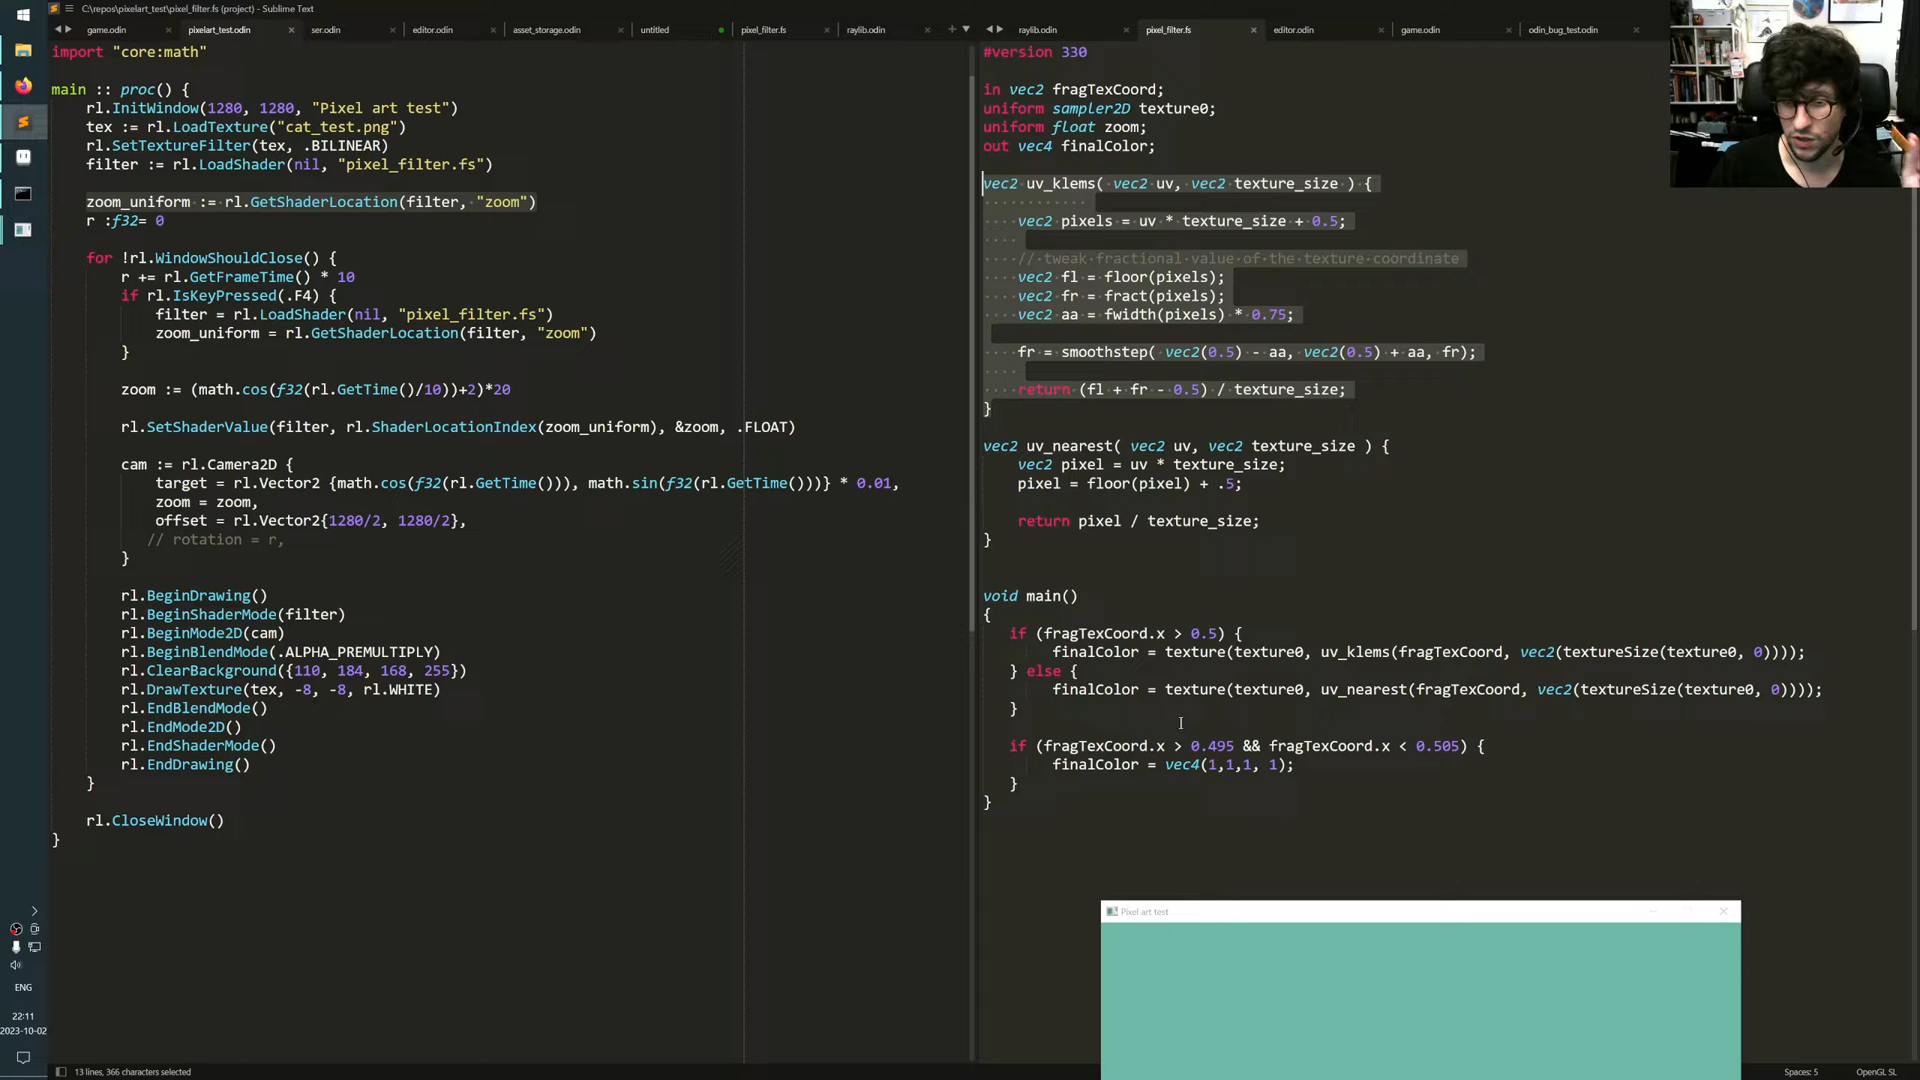 C:\repos\pixelart_test\pixel_filter.fs (project) - Sublime Text
game.odin
pixelart_test.odin
ser.odin
editor.odin
asset_storage.odin
untitled
pixel_filter.fs
raylib.odin
raylib.odin
pixel_filter.fs
editor.odin
game.odin
odin_bug_test.odin
import "core:math"
main :: proc() {
rl.InitWindow(1280, 1280, "Pixel art test")
tex := rl.LoadTexture("cat_test.png")
rl.SetTextureFilter(tex, .BILINEAR)
filter := rl.LoadShader(nil, "pixel_filter.fs")
zoom_uniform := rl.GetShaderLocation(filter, "zoom")
r :f32= 0
for !rl.WindowShouldClose() {
r += rl.GetFrameTime() * 10
if rl.IsKeyPressed(.F4) {
filter = rl.LoadShader(nil, "pixel_filter.fs")
zoom_uniform = rl.GetShaderLocation(filter, "zoom")
}
zoom := (math.cos(f32(rl.GetTime()/10))+2)*20
rl.SetShaderValue(filter, rl.ShaderLocationIndex(zoom_uniform), &zoom, .FLOAT)
cam := rl.Camera2D {
target = rl.Vector2 {math.cos(f32(rl.GetTime())), math.sin(f32(rl.GetTime()))} * 0.01,
zoom = zoom,
offset = rl.Vector2{1280/2, 1280/2},
// rotation = r,
}
rl.BeginDrawing()
rl.BeginShaderMode(filter)
rl.BeginMode2D(cam)
rl.BeginBlendMode(.ALPHA_PREMULTIPLY)
rl.ClearBackground({110, 184, 168, 255})
rl.DrawTexture(tex, -8, -8, rl.WHITE)
rl.EndBlendMode()
rl.EndMode2D()
rl.EndShaderMode()
rl.EndDrawing()
}
rl.CloseWindow()
}
#version 330
in vec2 fragTexCoord;
uniform sampler2D texture0;
uniform float zoom;
out vec4 finalColor;
vec2 uv_klems( vec2 uv, vec2 texture_size ) {
vec2 pixels = uv * texture_size + 0.5;
// tweak fractional value of the texture coordinate
vec2 fl = floor(pixels);
vec2 fr = fract(pixels);
vec2 aa = fwidth(pixels) * 0.75;
fr = smoothstep( vec2(0.5) - aa, vec2(0.5) + aa, fr);
return (fl + fr - 0.5) / texture_size;
}
vec2 uv_nearest( vec2 uv, vec2 texture_size ) {
vec2 pixel = uv * texture_size;
pixel = floor(pixel) + .5;
return pixel / texture_size;
}
void main()
{
if (fragTexCoord.x > 0.5) {
finalColor = texture(texture0, uv_klems(fragTexCoord, vec2(textureSize(texture0, 0))));
} else {
finalColor = texture(texture0, uv_nearest(fragTexCoord, vec2(textureSize(texture0, 0))));
}
if (fragTexCoord.x > 0.495 && fragTexCoord.x < 0.505) {
finalColor = vec4(1,1,1, 1);
}
}
Pixel art test
ENG
22:11
2023-10-02
13 lines, 366 characters selected
Spaces: 5
OpenGL SL